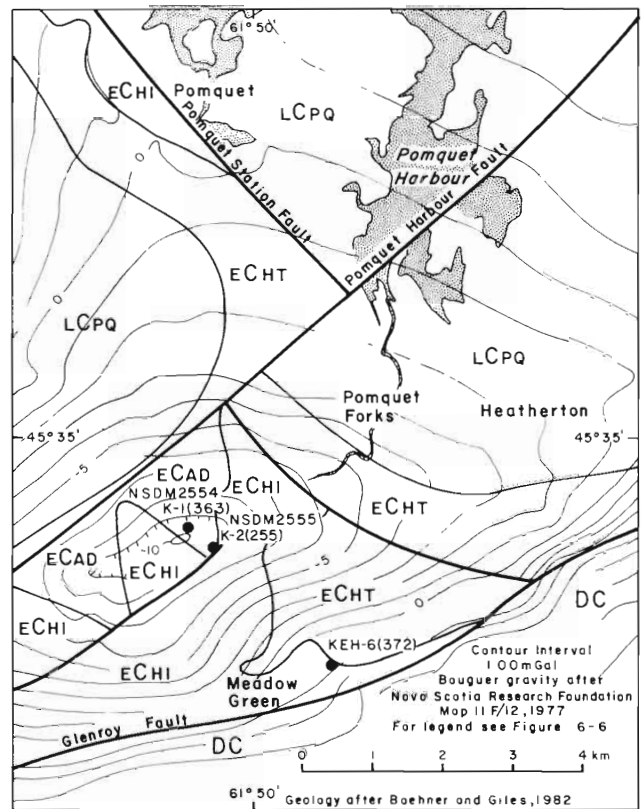 61° 50'
ECHI
Pomquet
LCPQ
Pomquet Station Fault
Pomquet Harbour
Pomquet Harbour Fault
0
ECHT
0
LCPQ
0
LCPQ
Pomquet Forks
Heatherton
45° 35'
45° 35'
-5
ECAD
ECHI
NSDM2554
K-1(363)
NSDM2555
K-2(255)
ECAD
-10
ECHI
-5
ECHT
0
DC
ECHI
ECHI
KEH-6(372)
Meadow Green
Glenroy Fault
DC
Contour Interval
1.00mGal
Bouguer gravity after
Nova Scotia Research Foundation
Map 11 F/12, 1977
For legend see Figure 6-6
0 1 2 3 4 km
61° 50'
Geology after Boehner and Giles, 1982